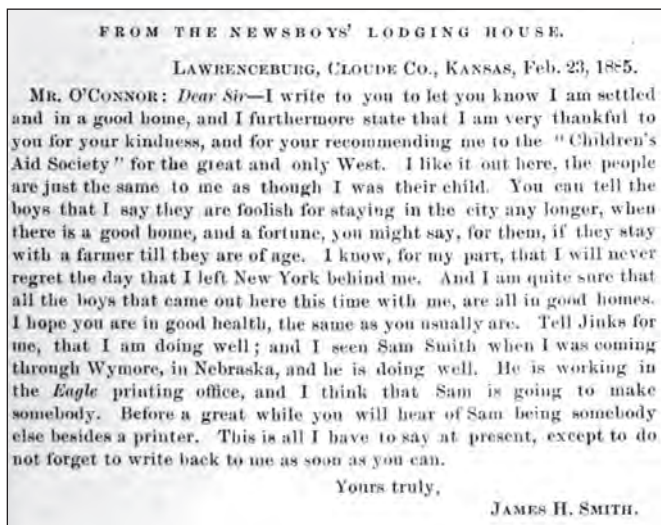 FROM THE NEWSBOYS' LODGING HOUSE.
LAWRENCEBURG, CLOUDE CO., KANSAS, Feb. 23, 1885.
MR. O'CONNOR: Dear Sir—I write to you to let you know I am settled
and in a good home, and I furthermore state that I am very thankful to
you for your kindness, and for your recommending me to the "Children's
Aid Society" for the great and only West. I like it out here, the people
are just the same to me as though I was their child. You can tell the
boys that I say they are foolish for staying in the city any longer, when
there is a good home, and a fortune, you might say, for them, if they stay
with a farmer till they are of age. I know, for my part, that I will never
regret the day that I left New York behind me. And I am quite sure that
all the boys that came out here this time with me, are all in good homes.
I hope you are in good health, the same as you usually are. Tell Jinks for
me, that I am doing well; and I seen Sam Smith when I was coming
through Wymore, in Nebraska, and he is doing well. He is working in
the Eagle printing office, and I think that Sam is going to make
somebody. Before a great while you will hear of Sam being somebody
else besides a printer. This is all I have to say at present, except to do
not forget to write back to me as soon as you can.
Yours truly,
JAMES H. SMITH.